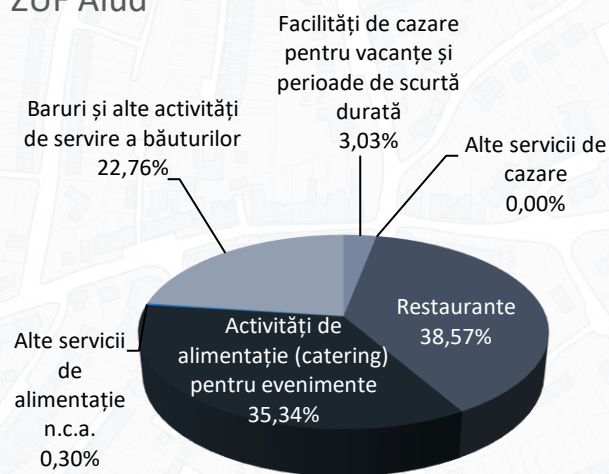 ZUF Aiud
Facilități de cazare
pentru vacanțe și
perioade de scurtă
durată
3,03%
Alte servicii de
cazare
0,00%
Restaurante
38,57%
Activități de
alimentație (catering)
pentru evenimente
35,34%
Alte servicii
de
alimentație
n.c.a.
0,30%
Baruri și alte activități
de servire a băuturilor
22,76%